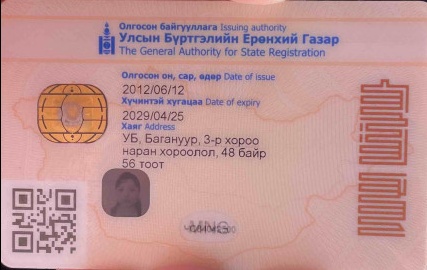 Олгосон байгууллага Issuing authority
Улсын Бүртгэлийн Ерөнхий Газар
The General Authority for State Registration
Олгосон он, сар, өдөр Date of issue
2012/06/12
Хүчинтэй хугацаа Date of expiry
2029/04/25
Хаяг Address
УБ, Багануур, 3-р хороо
наран хороолол, 48 байр
56 тоот
MNG